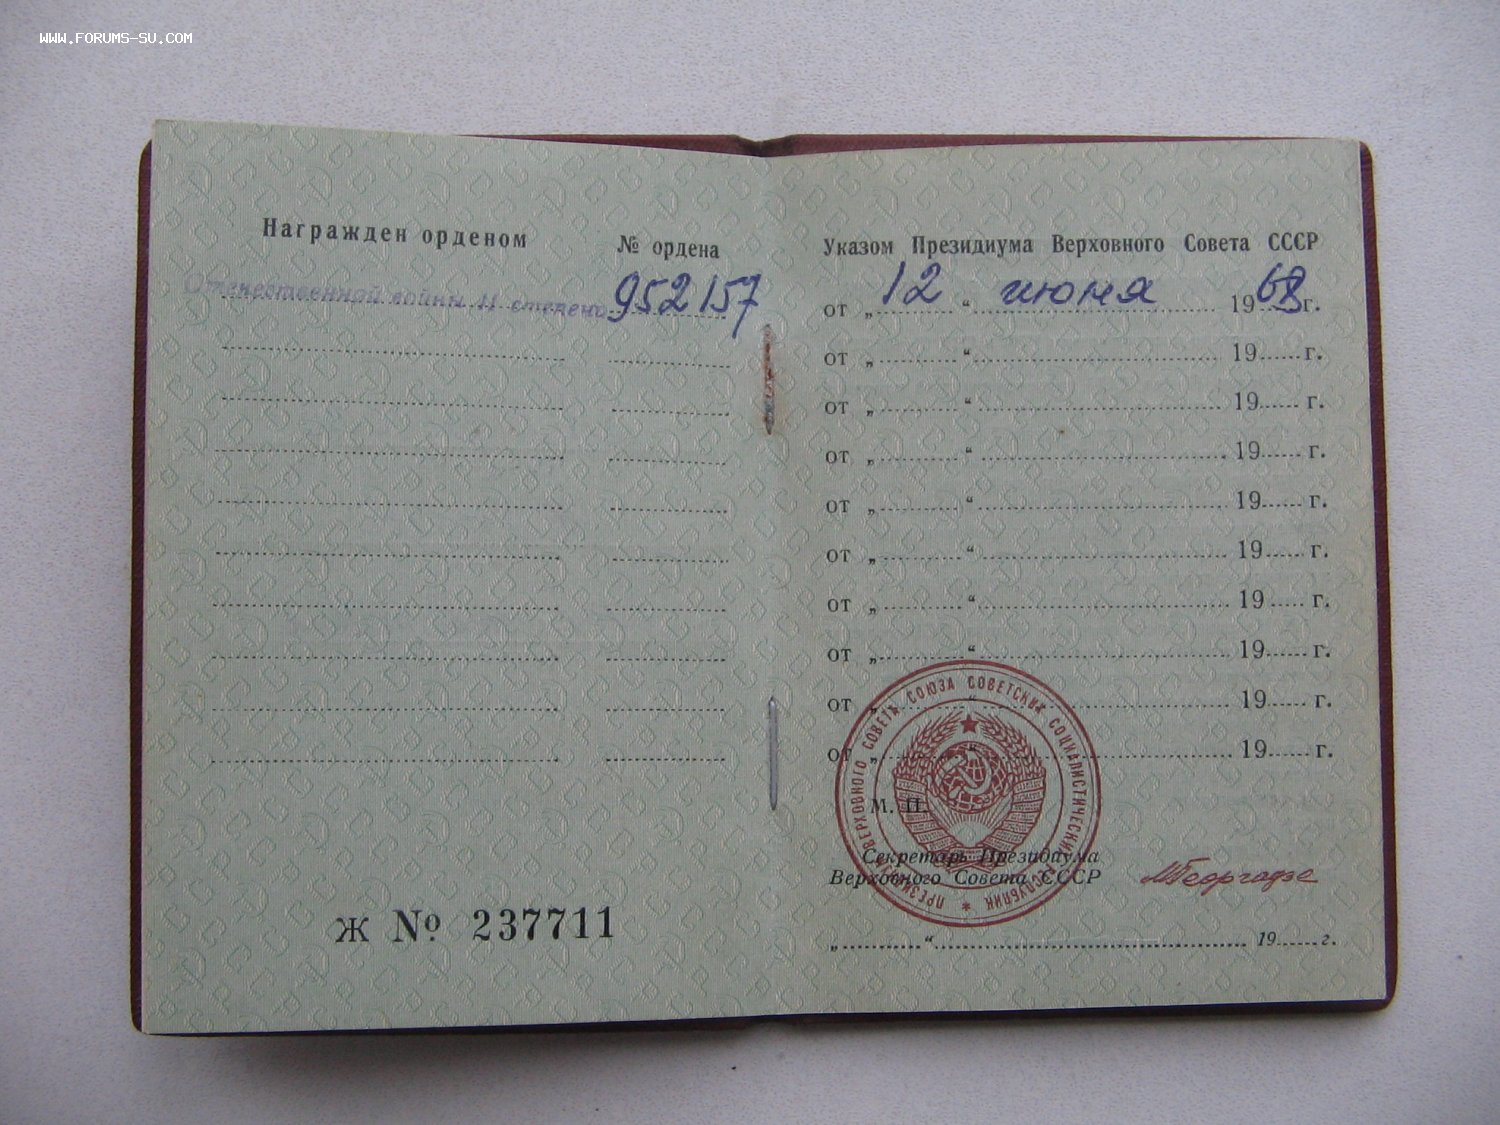 www.forums-su.com
Награжден орденом
№ ордена
Отечественной войны II степени 952157
Ж № 237711
Указом Президиума Верховного Совета СССР
от „ 12 “ июня 1968 г.
от „ “ 19 г.
от „ “ 19 г.
от „ “ 19 г.
от „ “ 19 г.
от „ “ 19 г.
от „ “ 19 г.
от „ “ 19 г.
от „ “ 19 г.
от „ “ 19 г.
ПРЕЗИДИУМ ВЕРХОВНОГО СОВЕТА СОЮЗА СОВЕТСКИХ СОЦИАЛИСТИЧЕСКИХ РЕСПУБЛИК
М. П.
Секретарь Президиума
Верховного Совета СССР
МГеоргадзе
„ “ 19 г.